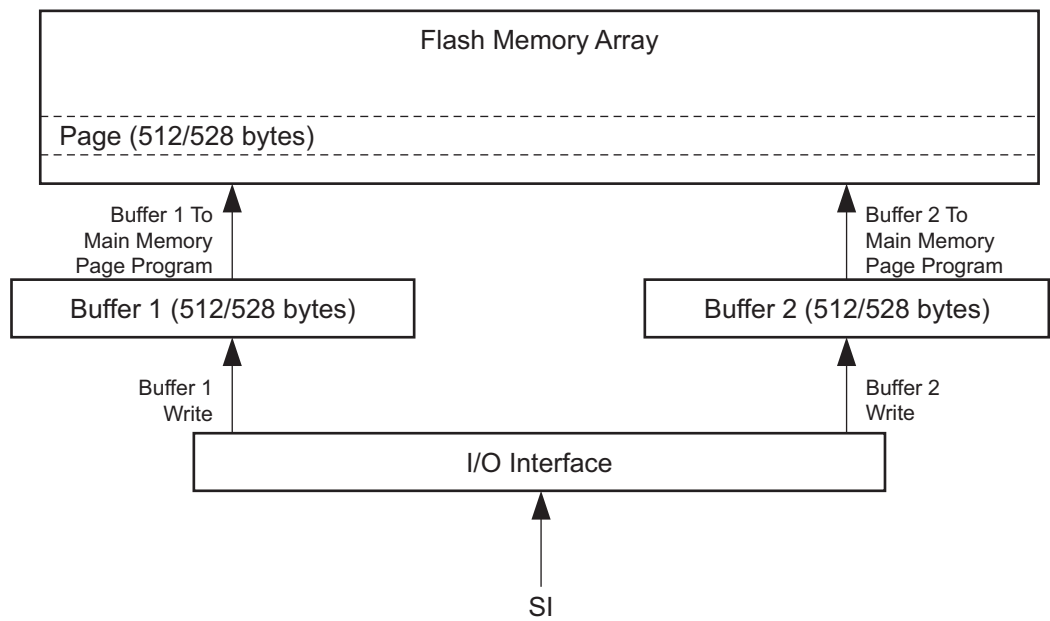 Flash Memory Array
Page (512/528 bytes)
Buffer 1 To
Main Memory
Page Program
Buffer 2 To
Main Memory
Page Program
Buffer 1 (512/528 bytes)
Buffer 2 (512/528 bytes)
Buffer 1
Write
Buffer 2
Write
I/O Interface
SI